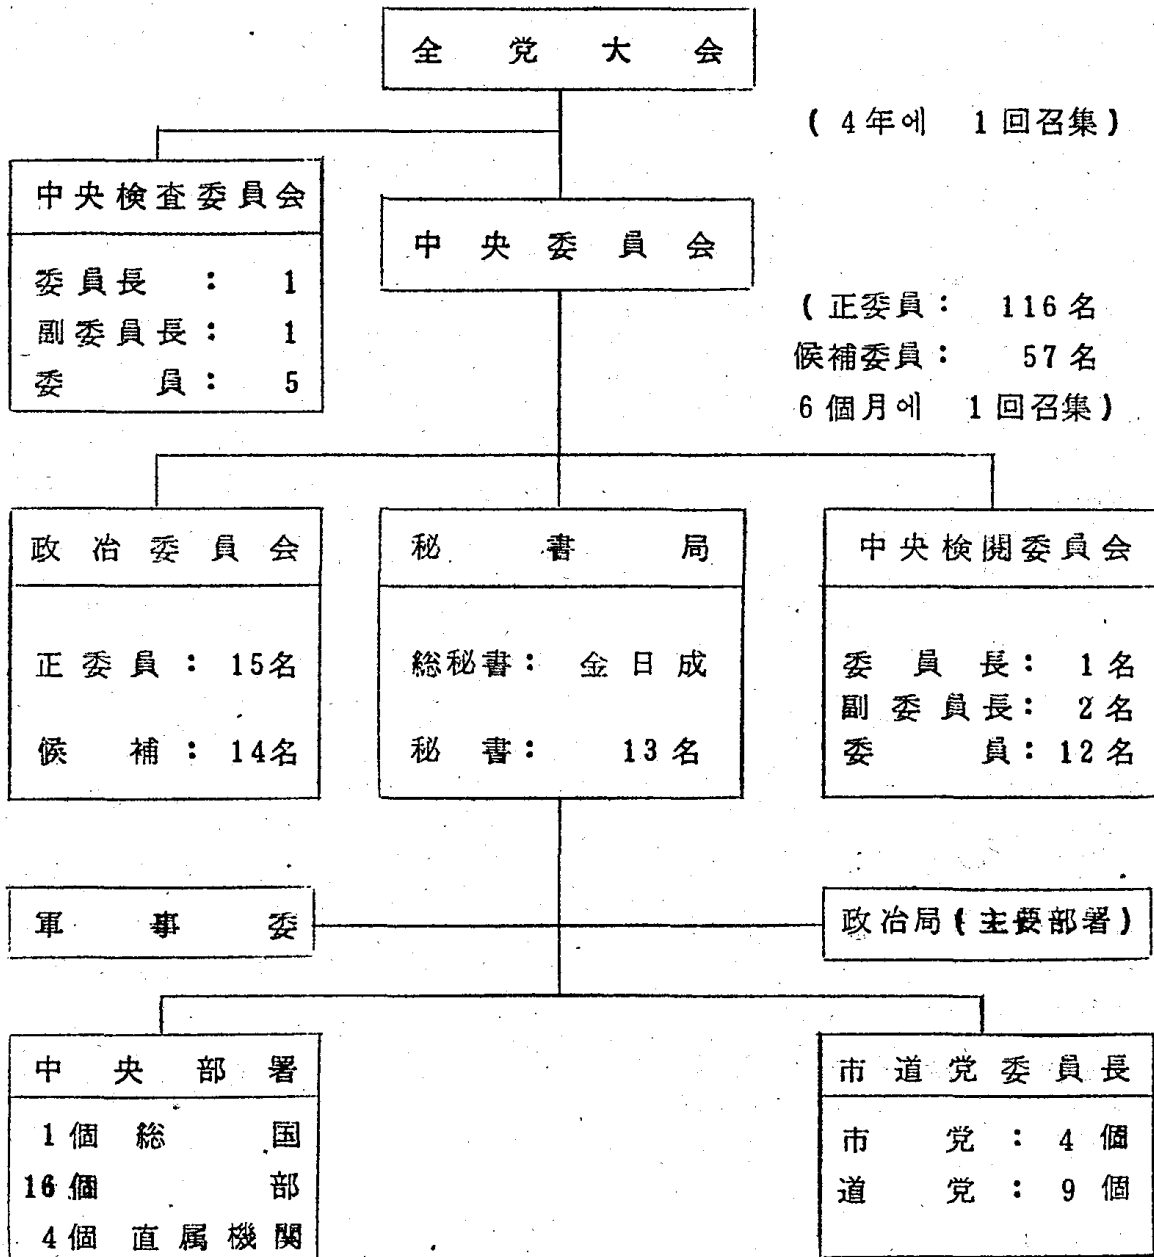 全党大会
(4年에 1回召集)
中央検査委員会
委員長 : 1
副委員長 : 1
委員 : 5
中央委員会
(正委員 : 116名
候補委員 : 57名
6個月에 1回召集)
政治委員会
正委員 : 15名
候補 : 14名
秘書局
総秘書 : 金日成
秘書 : 13名
中央検閲委員会
委員長 : 1名
副委員長 : 2名
委員 : 12名
軍事委
政治局(主要部署)
中央部署
1個 総国
16個 部
4個 直属機関
市道党委員長
市党 : 4個
道党 : 9個